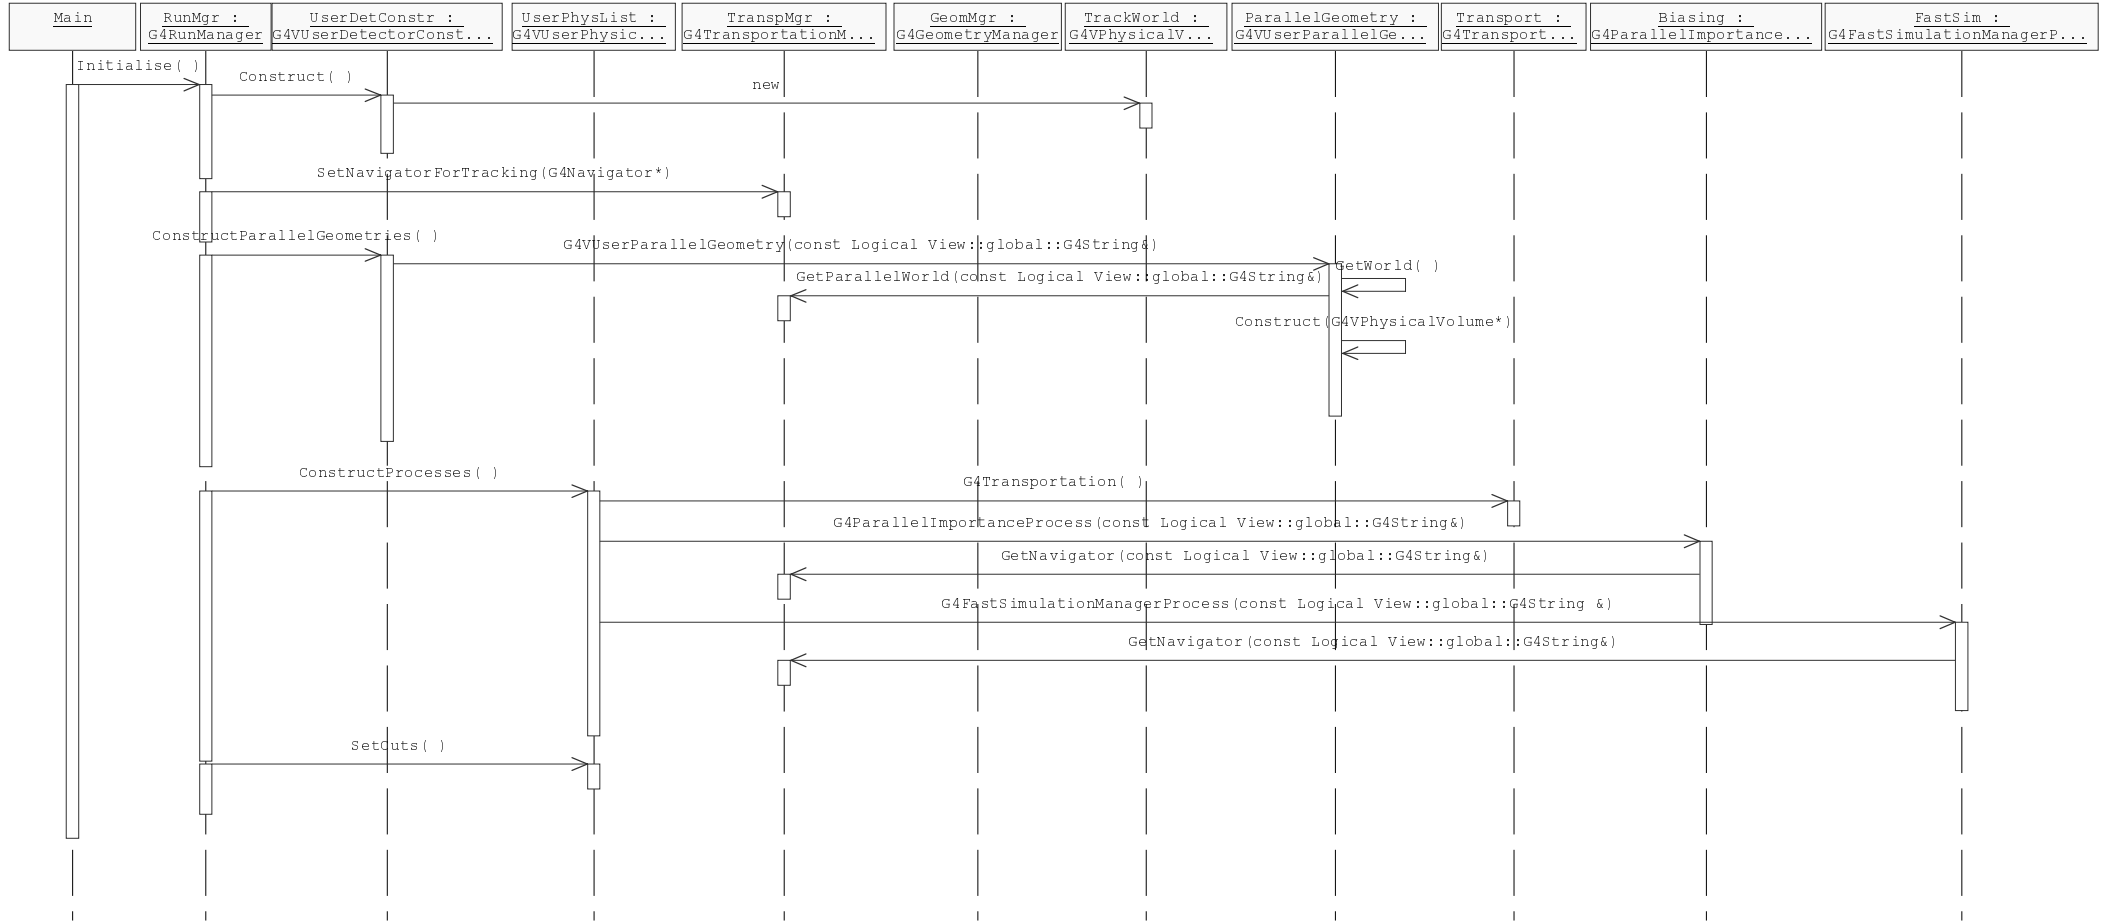 Main
RunMgr :
G4RunManager
UserDetConstr :
G4VUserDetectorConst...
UserPhysList :
G4VUserPhysic...
TranspMgr :
G4TransportationM...
GeomMgr :
G4GeometryManager
TrackWorld :
G4VPhysicalV...
ParallelGeometry :
G4VUserParallelGe...
Transport :
G4Transport...
Biasing :
G4ParallelImportance...
FastSim :
G4FastSimulationManagerP...
Initialise( )
Construct( )
new
SetNavigatorForTracking(G4Navigator*)
ConstructParallelGeometries( )
G4VUserParallelGeometry(const Logical View::global::G4String&)
GetWorld( )
GetParallelWorld(const Logical View::global::G4String&)
Construct(G4VPhysicalVolume*)
ConstructProcesses( )
G4Transportation( )
G4ParallelImportanceProcess(const Logical View::global::G4String&)
GetNavigator(const Logical View::global::G4String&)
G4FastSimulationManagerProcess(const Logical View::global::G4String &)
GetNavigator(const Logical View::global::G4String&)
SetCuts( )